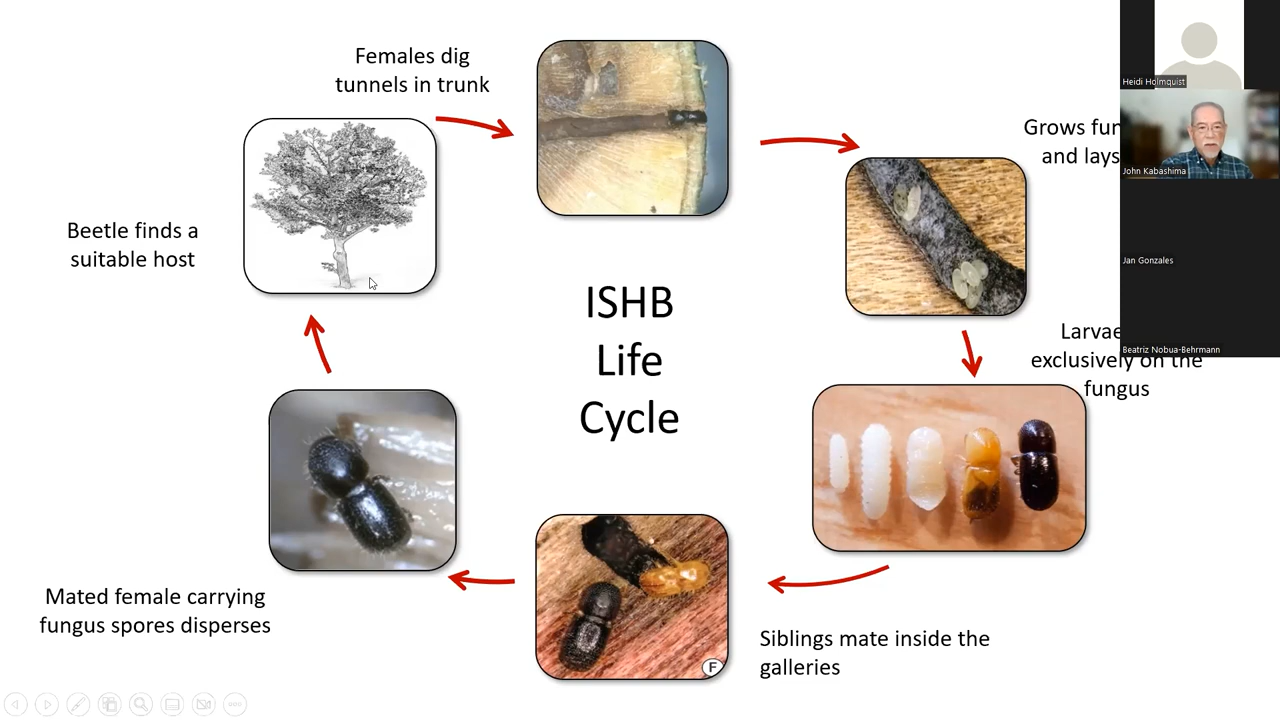 Females dig
tunnels in trunk
Heidi Holmquist
Grows
and lays
John Kabashima
Beetle finds a
suitable host
Jan Gonzales
ISHB
Life
Cycle
Larvae
Beatriz Nobua-Behrmann
exclusively on the
fungus
Mated female carrying
fungus spores disperses
Siblings mate inside the
galleries
F